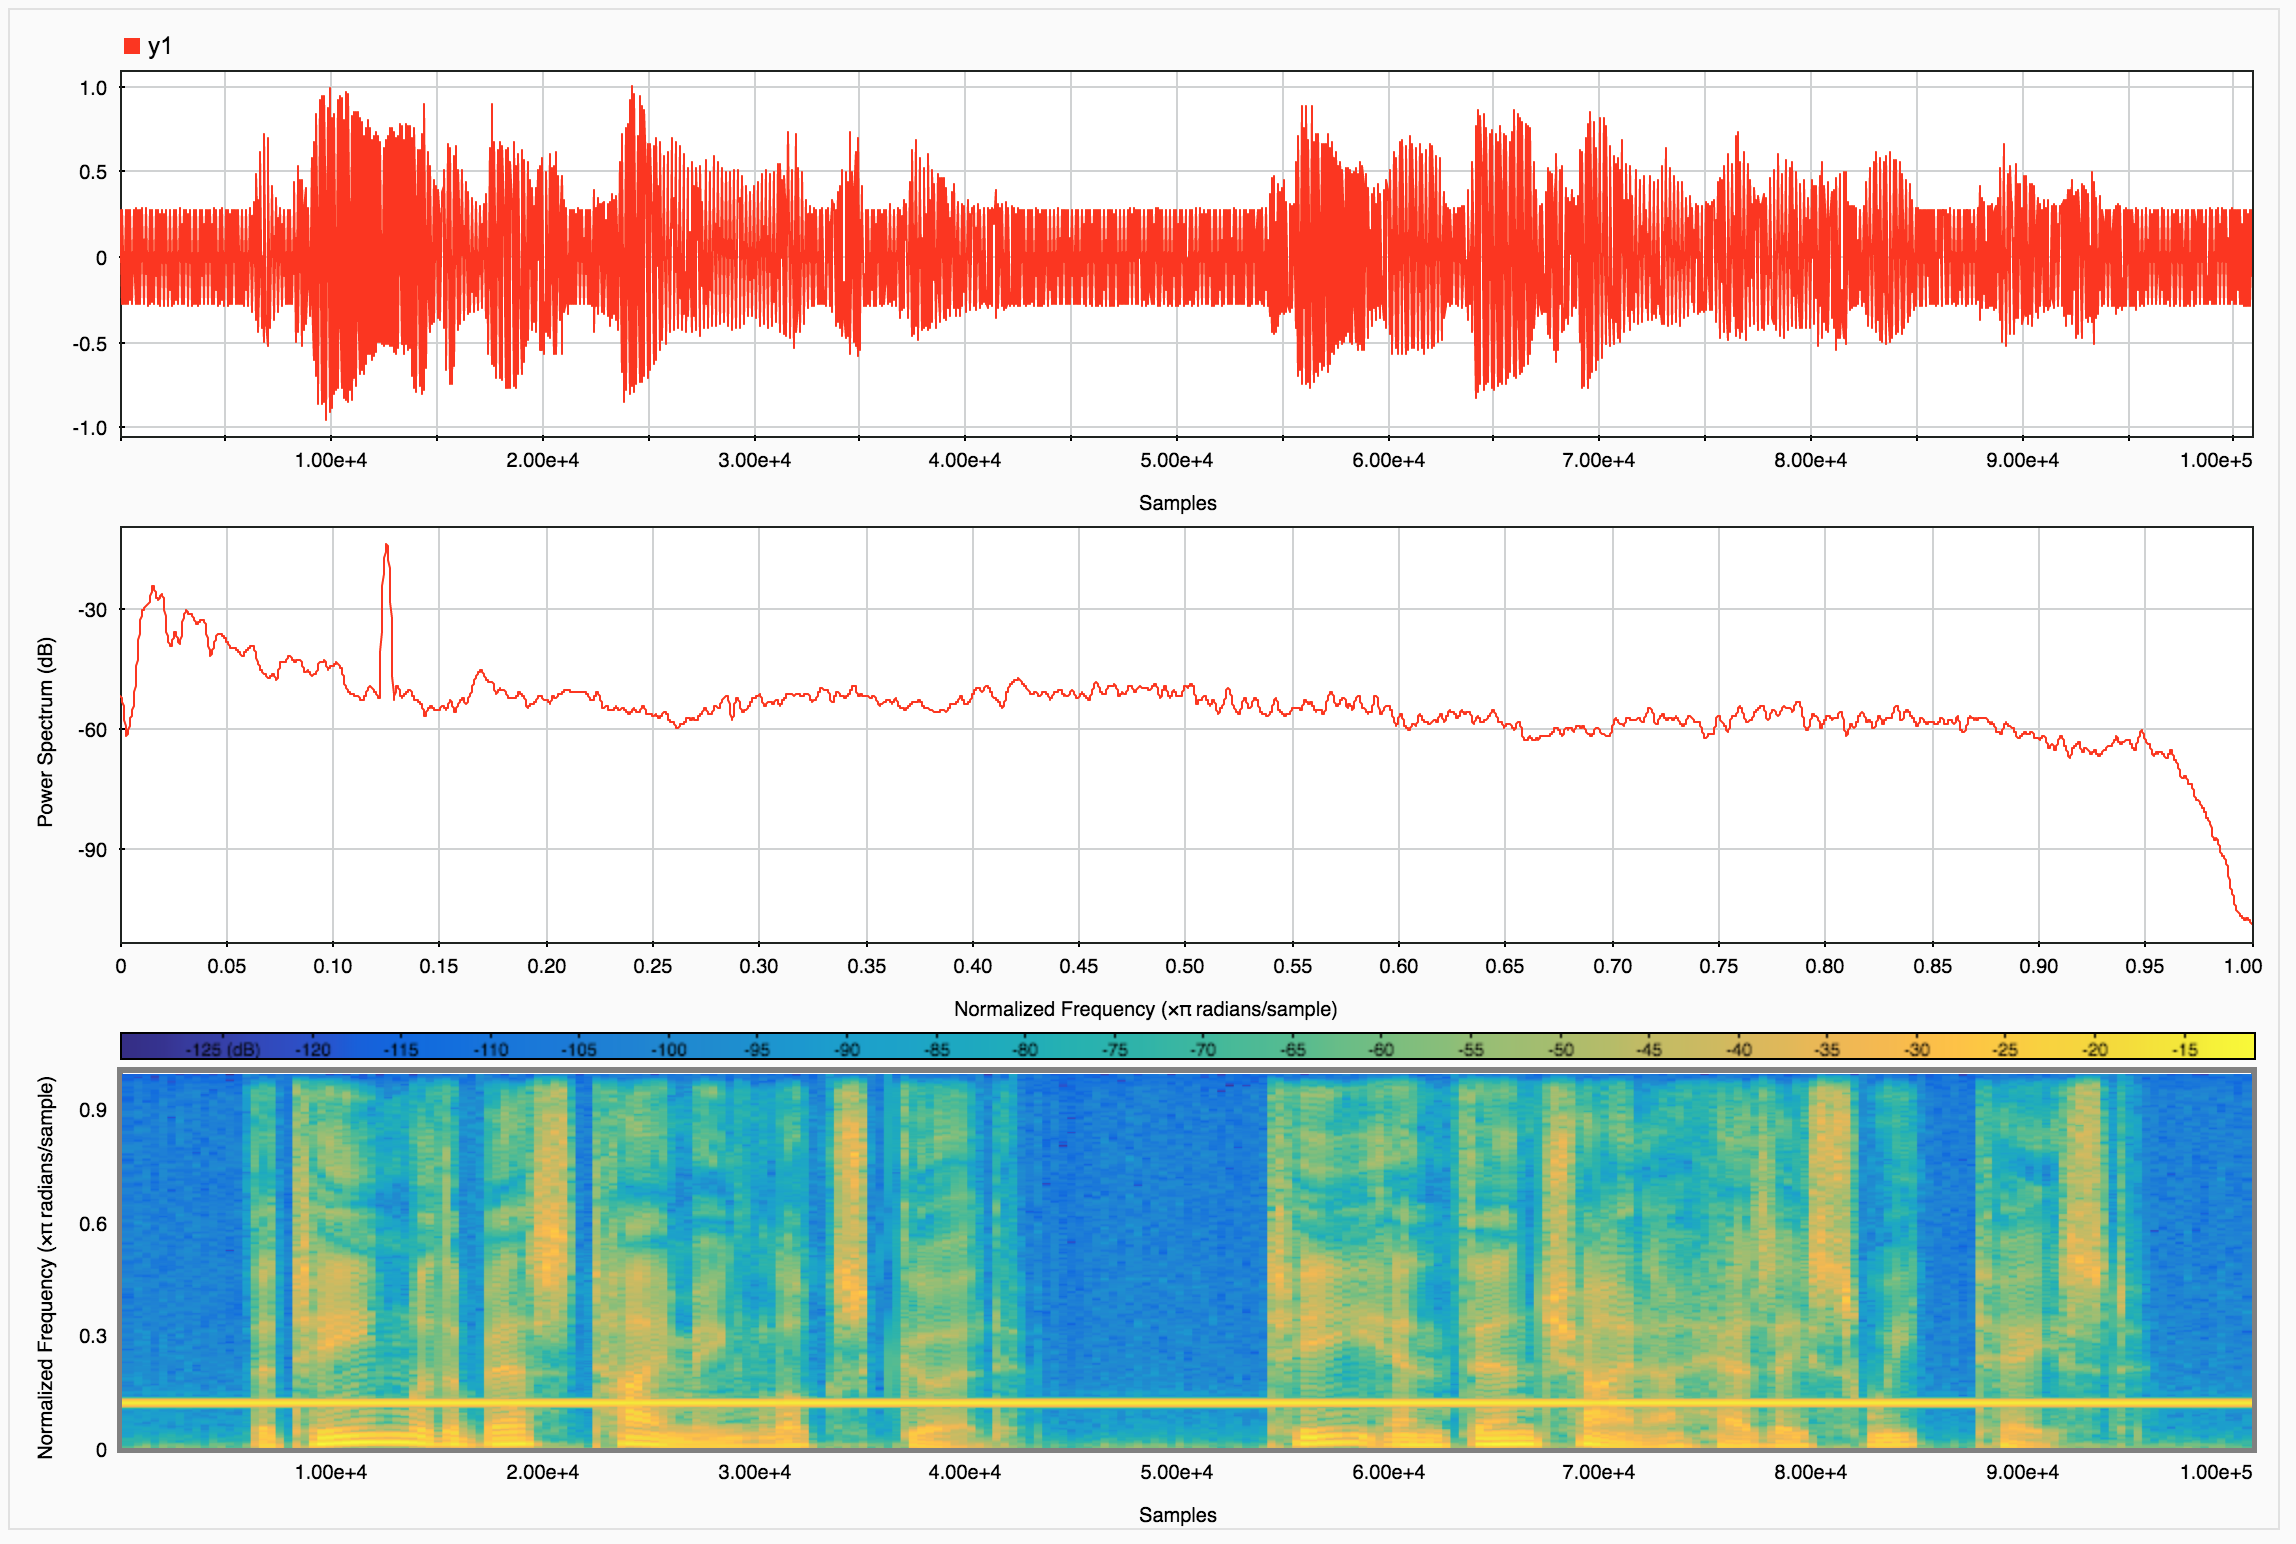 y1
1.0
0.5
0
-0.5
-1.0
1.00e+4 2.00e+4 3.00e+4 4.00e+4 5.00e+4 6.00e+4 7.00e+4 8.00e+4 9.00e+4 1.00e+5
Samples
Power Spectrum (dB)
-30
-60
-90
0 0.05 0.10 0.15 0.20 0.25 0.30 0.35 0.40 0.45 0.50 0.55 0.60 0.65 0.70 0.75 0.80 0.85 0.90 0.95 1.00
Normalized Frequency (×π radians/sample)
-125 (dB) -120 -115 -110 -105 -100 -95 -90 -85 -80 -75 -70 -65 -60 -55 -50 -45 -40 -35 -30 -25 -20 -15
Normalized Frequency (×π radians/sample)
0.9
0.6
0.3
0
1.00e+4 2.00e+4 3.00e+4 4.00e+4 5.00e+4 6.00e+4 7.00e+4 8.00e+4 9.00e+4 1.00e+5
Samples